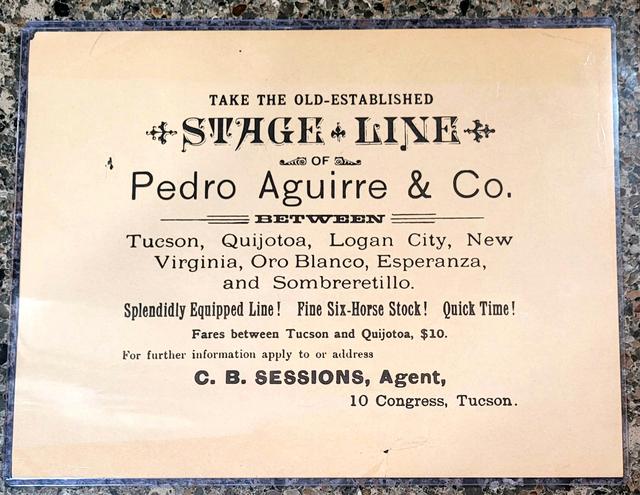 TAKE THE OLD-ESTABLISHED
STAGE LINE
OF
Pedro Aguirre & Co.
BETWEEN
Tucson, Quijotoa, Logan City, New
Virginia, Oro Blanco, Esperanza,
and Sombreretillo.
Splendidly Equipped Line! Fine Six-Horse Stock! Quick Time!
Fares between Tucson and Quijotoa, $10.
For further information apply to or address
C. B. SESSIONS, Agent,
10 Congress, Tucson.